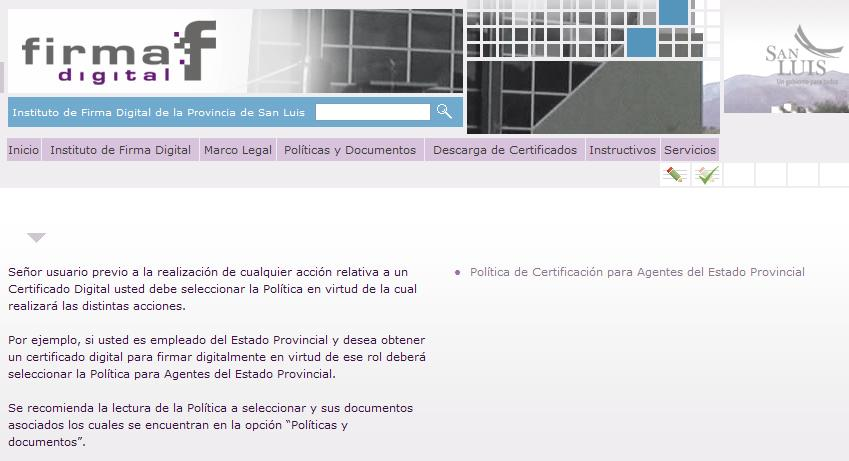 firma f
digital
SAN
LUIS
Un gobierno para todos
Instituto de Firma Digital de la Provincia de San Luis
Inicio
Instituto de Firma Digital
Marco Legal
Políticas y Documentos
Descarga de Certificados
Instructivos
Servicios
Señor usuario previo a la realización de cualquier acción relativa a un
Certificado Digital usted debe seleccionar la Política en virtud de la cual
realizará las distintas acciones.
Por ejemplo, si usted es empleado del Estado Provincial y desea obtener
un certificado digital para firmar digitalmente en virtud de ese rol deberá
seleccionar la Política para Agentes del Estado Provincial.
Se recomienda la lectura de la Política a seleccionar y sus documentos
asociados los cuales se encuentran en la opción “Políticas y
documentos”.
• Política de Certificación para Agentes del Estado Provincial